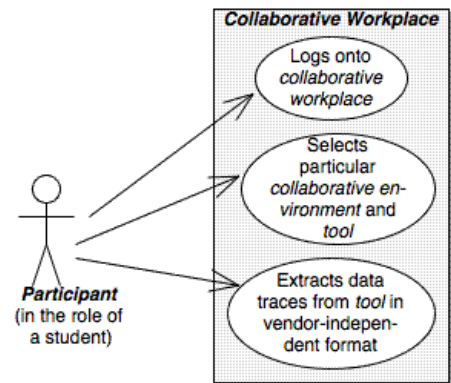 Collaborative Workplace
Logs onto
collaborative
workplace
Selects
particular
collaborative en-
vironment and
tool
Extracts data
traces from tool in
vendor-indepen-
dent format
Participant
(in the role of
a student)